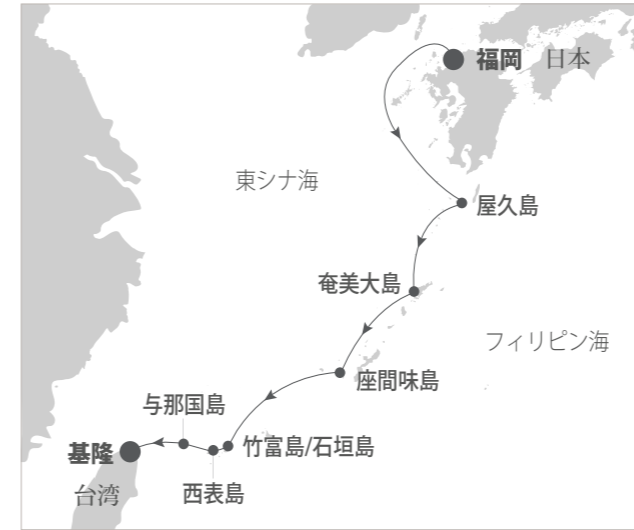 福岡
日本
東シナ海
屋久島
奄美大島
フィリピン海
座間味島
与那国島
竹富島/石垣島
基隆
西表島
台湾